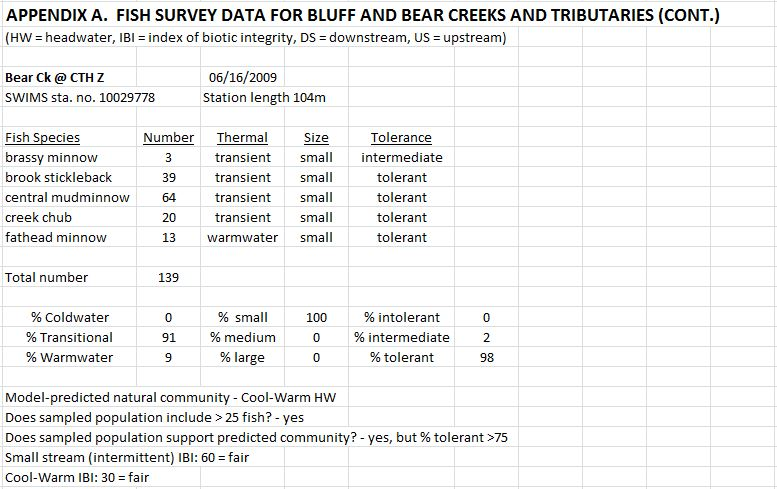 APPENDIX A. FISH SURVEY DATA FOR BLUFF AND BEAR CREEKS AND TRIBUTARIES (CONT.)
(HW = headwater, IBI = index of biotic integrity, DS = downstream, US = upstream)
Bear Ck @ CTH Z 06/16/2009
SWIMS sta. no. 10029778 Station length 104m
Fish Species Number Thermal Size Tolerance
brassy minnow 3 transient small intermediate
brook stickleback 39 transient small tolerant
central mudminnow 64 transient small tolerant
creek chub 20 transient small tolerant
fathead minnow 13 warmwater small tolerant
Total number 139
% Coldwater 0 % small 100 % intolerant 0
% Transitional 91 % medium 0 % intermediate 2
% Warmwater 9 % large 0 % tolerant 98
Model-predicted natural community - Cool-Warm HW
Does sampled population include > 25 fish? - yes
Does sampled population support predicted community? - yes, but % tolerant >75
Small stream (intermittent) IBI: 60 = fair
Cool-Warm IBI: 30 = fair